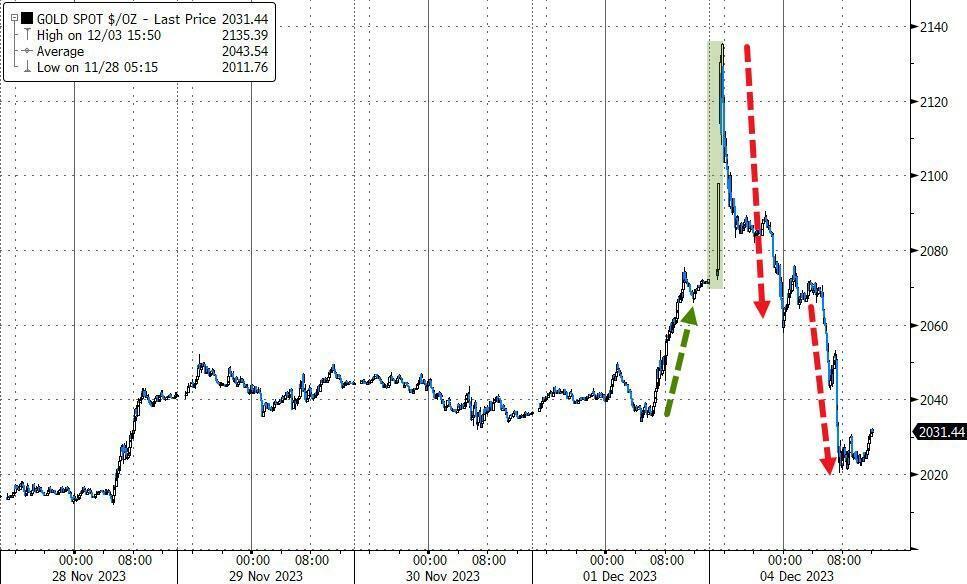 GOLD SPOT $/OZ - Last Price 2031.44
High on 12/03 15:50 2135.39
Average 2043.54
Low on 11/28 05:15 2011.76
2140
2120
2100
2080
2060
2040
2031.44
2020
00:00 08:00 00:00 08:00 00:00 08:00 00:00 08:00 00:00 08:00
28 Nov 2023 29 Nov 2023 30 Nov 2023 01 Dec 2023 04 Dec 2023